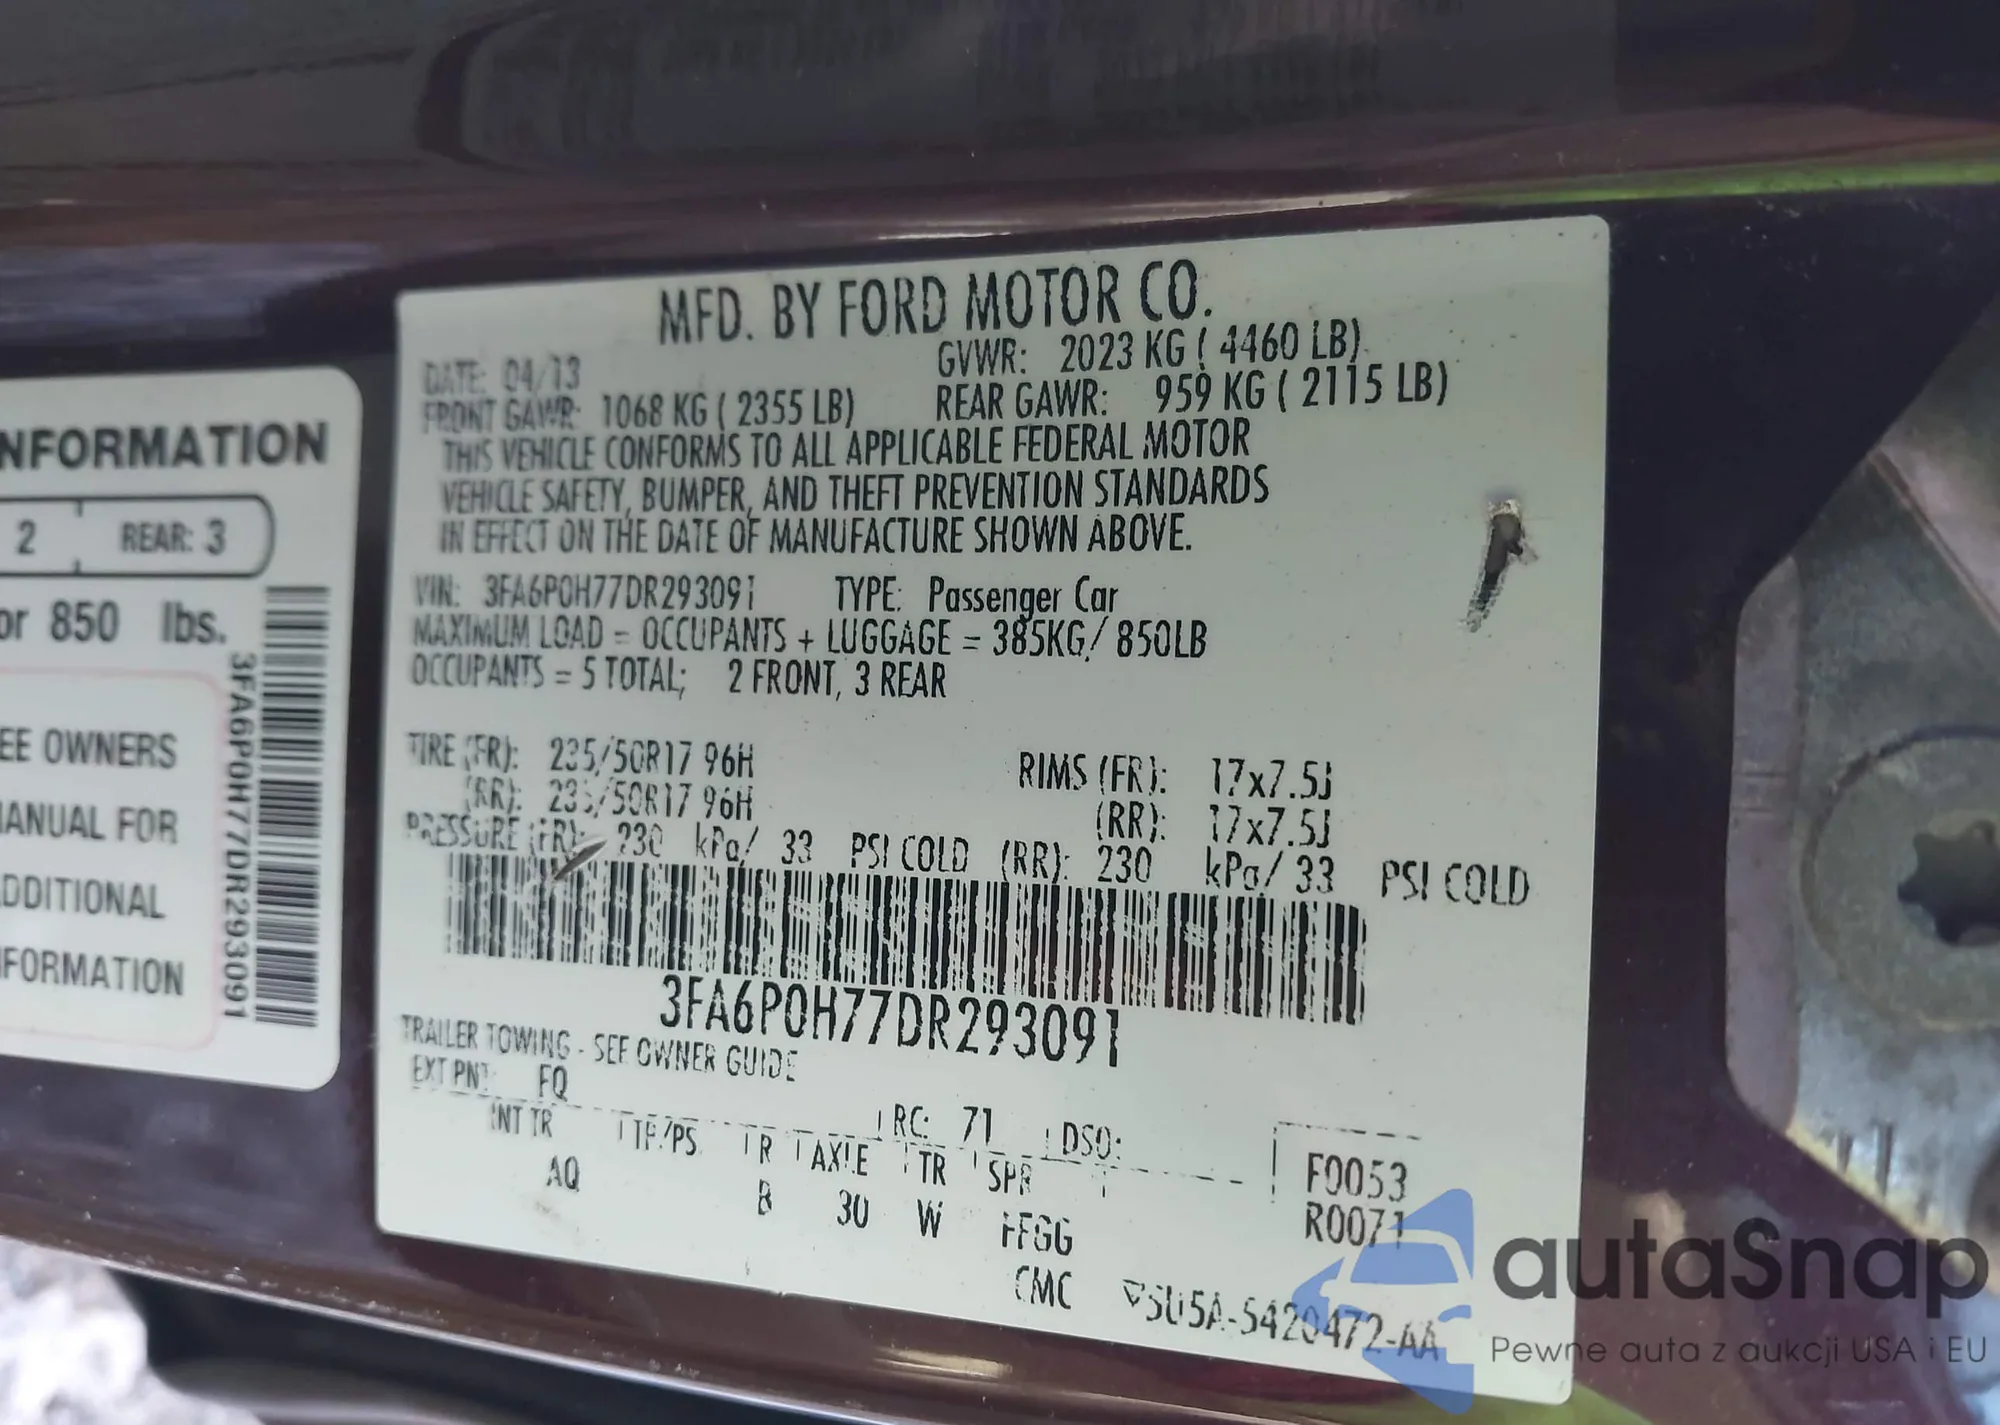 NFORMATION
2 REAR: 3
or 850 lbs.
EE OWNERS
MANUAL FOR
DDITIONAL
FORMATION
3FA6P0H77DR293091
MFD. BY FORD MOTOR CO.
DATE: 04/13 GVWR: 2023 KG ( 4460 LB)
FRONT GAWR: 1068 KG ( 2355 LB) REAR GAWR: 959 KG ( 2115 LB)
THIS VEHICLE CONFORMS TO ALL APPLICABLE FEDERAL MOTOR
VEHICLE SAFETY, BUMPER, AND THEFT PREVENTION STANDARDS
IN EFFECT ON THE DATE OF MANUFACTURE SHOWN ABOVE.
VIN: 3FA6P0H77DR293091 TYPE: Passenger Car
MAXIMUM LOAD = OCCUPANTS + LUGGAGE = 385KG/ 850LB
OCCUPANTS = 5 TOTAL; 2 FRONT, 3 REAR
TIRE (FR): 235/50R17 96H RIMS (FR): 17x7.5J
(RR): 235/50R17 96H (RR): 17x7.5J
PRESSURE (FR): 230 kPa/ 33 PSI COLD (RR): 230 kPa/ 33 PSI COLD
3FA6P0H77DR293091
TRAILER TOWING - SEE OWNER GUIDE
EXT PNT: FQ RC: 71 DSO:
INT TR TP/PS R AXLE TR SPR F0053
AQ B 30 W FFGG R0071
CMC
autaSnap
Pewne auta z aukcji USA i EU